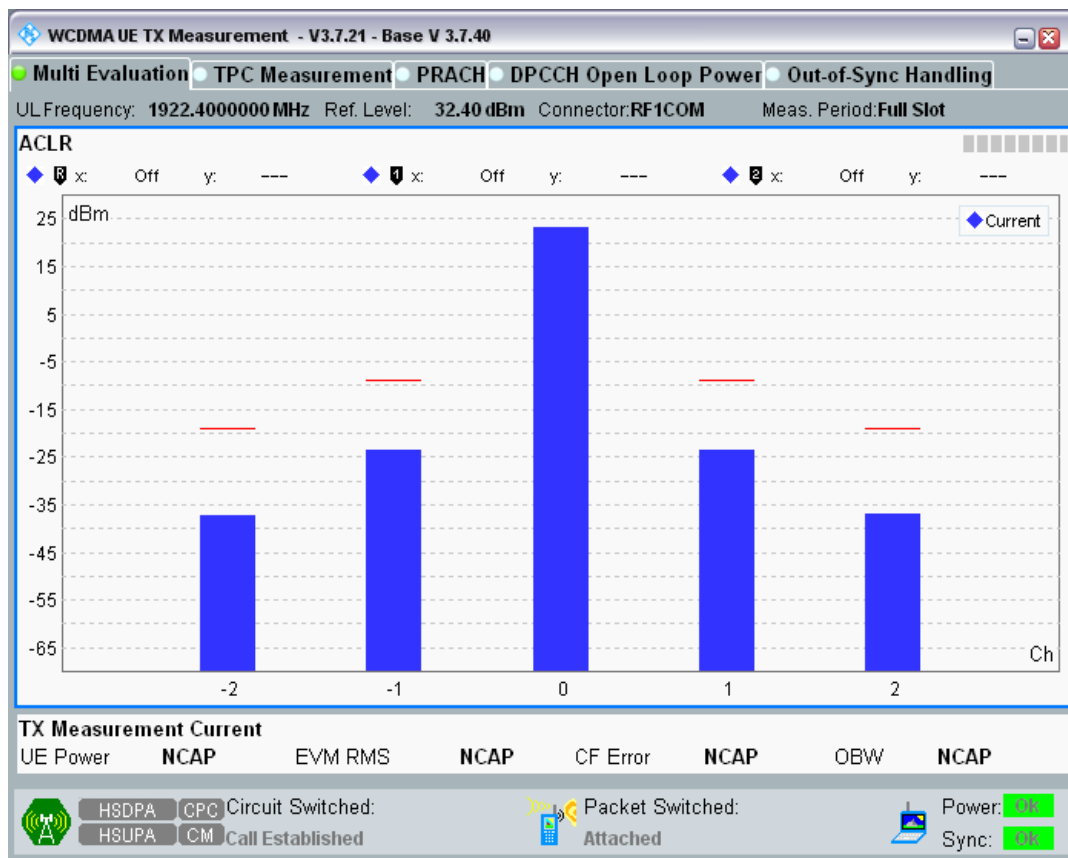 WCDMA UE TX Measurement - V3.7.21 - Base V 3.7.40
Multi Evaluation TPC Measurement PRACH DPCCH Open Loop Power Out-of-Sync Handling
UL Frequency: 1922.4000000 MHz Ref. Level: 32.40 dBm Connector:RF1COM Meas. Period:Full Slot
ACLR
R x: Off y: --- 1 x: Off y: --- 2 x: Off y: ---
25 dBm Current
15
5
-5
-15
-25
-35
-45
-55
-65 Ch
-2 -1 0 1 2
TX Measurement Current
UE Power NCAP EVM RMS NCAP CF Error NCAP OBW NCAP
HSDPA CPC Circuit Switched: Packet Switched: Power: OK
HSUPA CM Call Established Attached Sync: OK